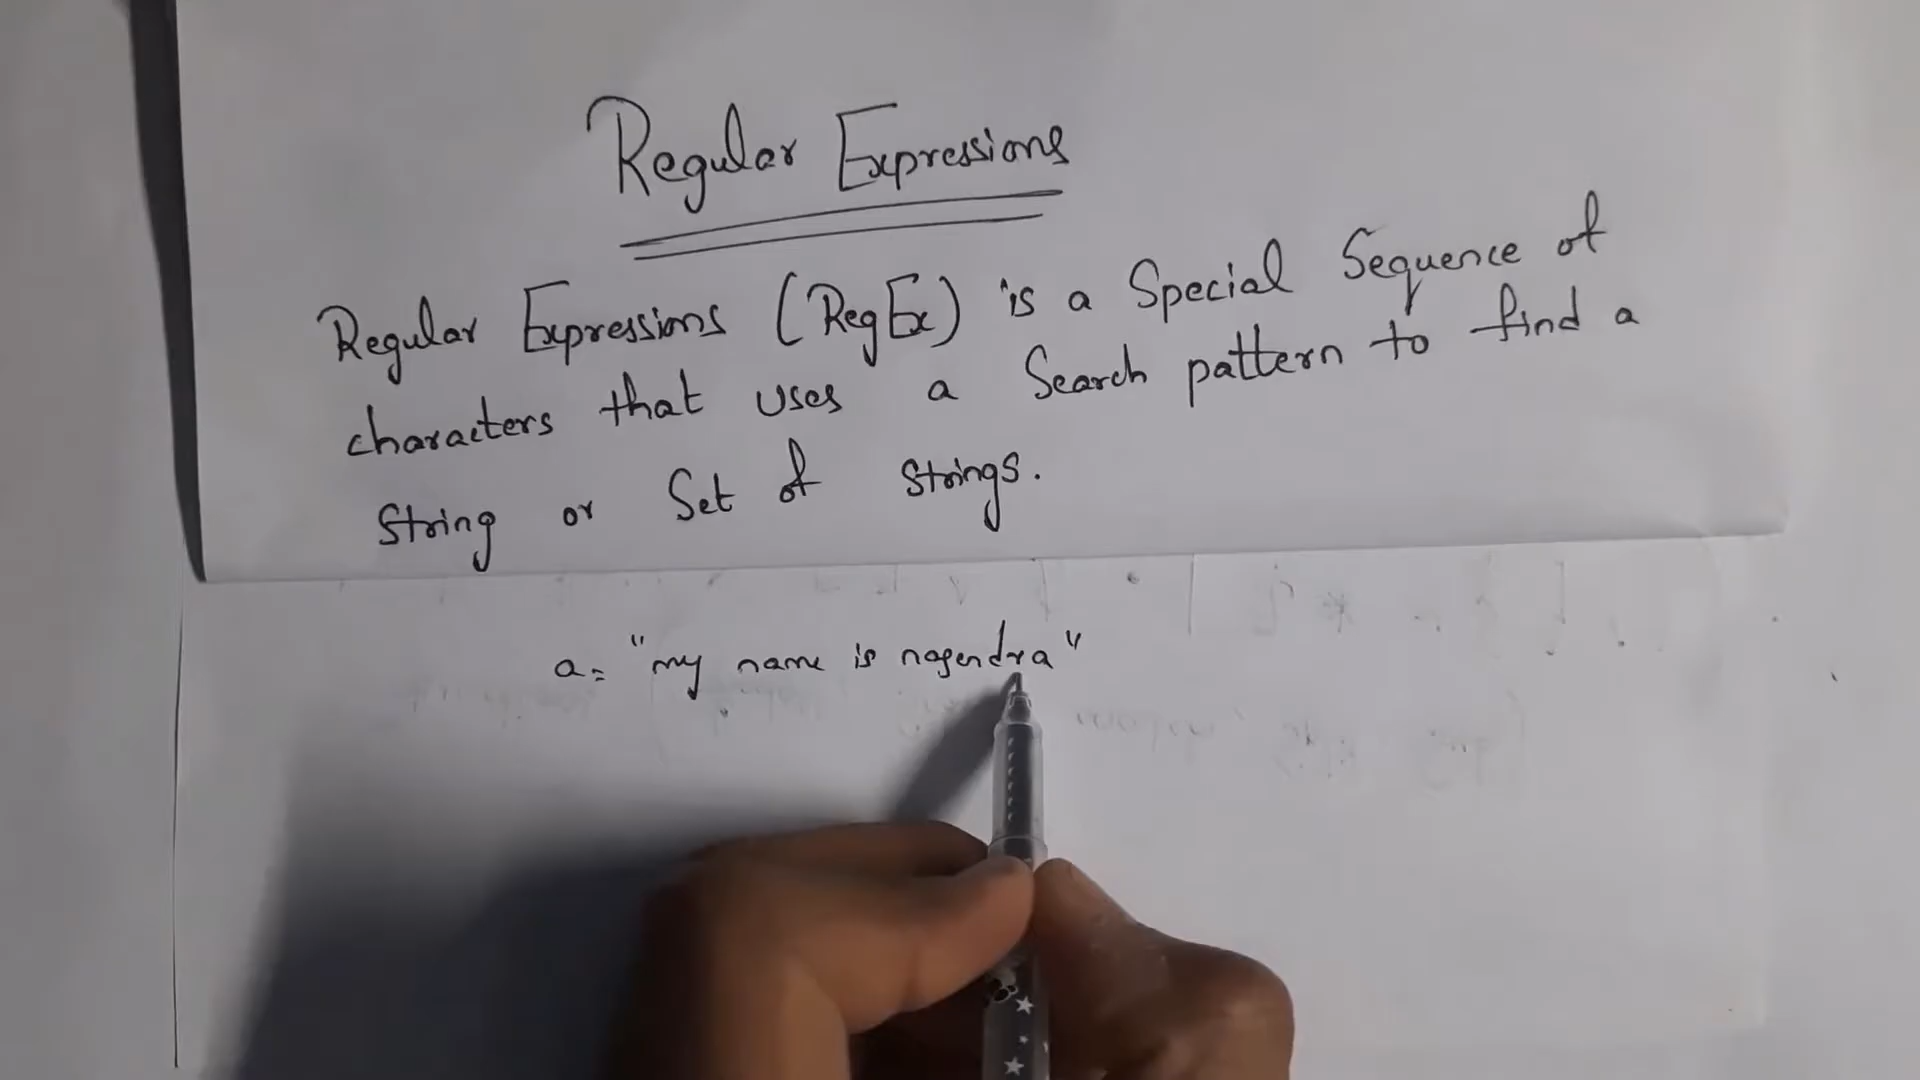 Regular Expressions
Regular Expressions (RegEx) is a Special Sequence of
characters that uses a Search pattern to find a
String or Set of Strings.
a= "my name is nagendra"